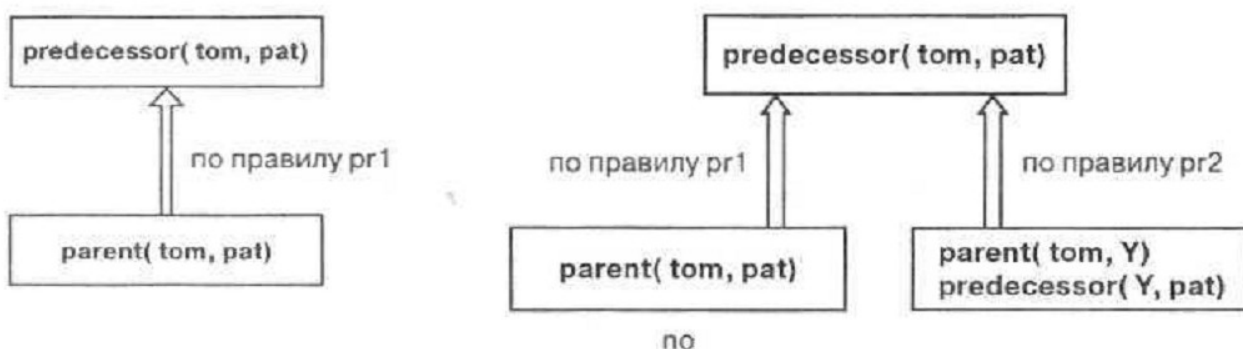 predecessor( tom, pat)
по правилу pr1
parent( tom, pat)
predecessor( tom, pat)
по правилу pr1
по правилу pr2
parent( tom, pat)
parent( tom, Y)
predecessor( Y, pat)
no